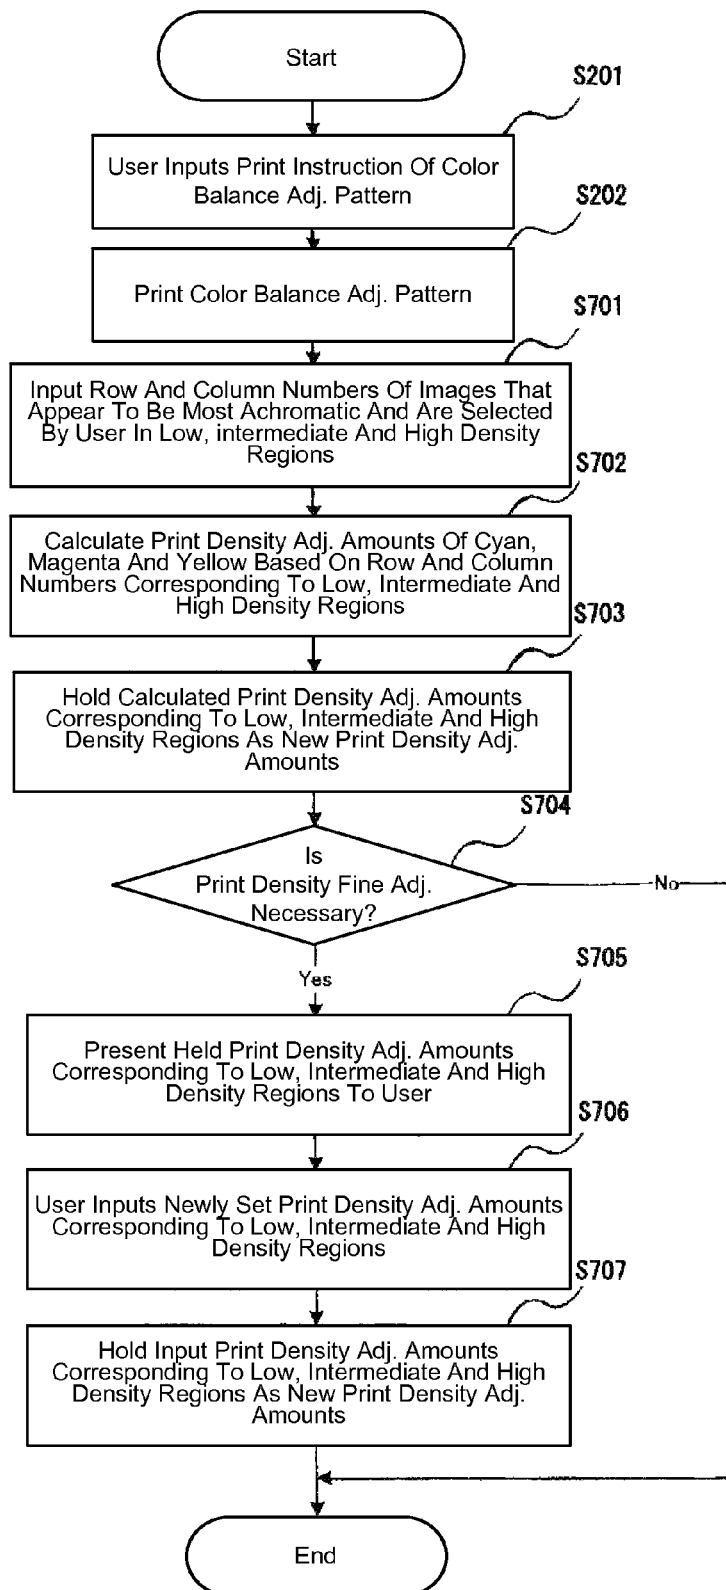 Start
S201
User Inputs Print Instruction Of Color
Balance Adj. Pattern
S202
Print Color Balance Adj. Pattern
S701
Input Row And Column Numbers Of Images That
Appear To Be Most Achromatic And Are Selected
By User In Low, intermediate And High Density
Regions
S702
Calculate Print Density Adj. Amounts Of Cyan,
Magenta And Yellow Based On Row And Column
Numbers Corresponding To Low, Intermediate And
High Density Regions
S703
Hold Calculated Print Density Adj. Amounts
Corresponding To Low, Intermediate And High
Density Regions As New Print Density Adj.
Amounts
S704
Is
Print Density Fine Adj.
Necessary?
No
Yes
S705
Present Held Print Density Adj. Amounts
Corresponding To Low, Intermediate And High
Density Regions To User
S706
User Inputs Newly Set Print Density Adj. Amounts
Corresponding To Low, Intermediate And High
Density Regions
S707
Hold Input Print Density Adj. Amounts
Corresponding To Low, Intermediate And High
Density Regions As New Print Density Adj.
Amounts
End